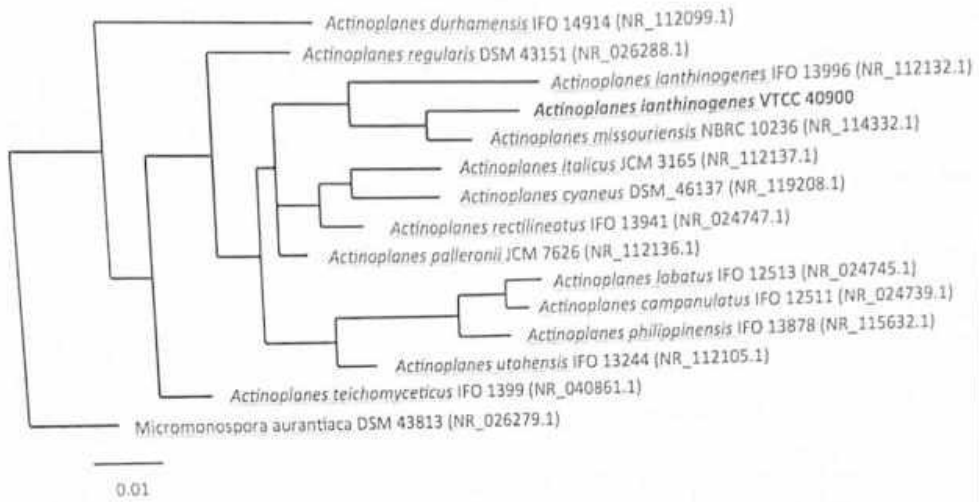 Actinoplanes durhamensis IFO 14914 (NR_112099.1)
Actinoplanes regularis DSM 43151 (NR_026288.1)
Actinoplanes ianthinogenes IFO 13996 (NR_112132.1)
Actinoplanes ianthinogenes VTCC 40900
Actinoplanes missouriensis NBRC 10236 (NR_114332.1)
Actinoplanes italicus JCM 3165 (NR_112137.1)
Actinoplanes cyaneus DSM_46137 (NR_119208.1)
Actinoplanes rectilineatus IFO 13941 (NR_024747.1)
Actinoplanes palleronii JCM 7626 (NR_112136.1)
Actinoplanes lobatus IFO 12513 (NR_024745.1)
Actinoplanes campanulatus IFO 12511 (NR_024739.1)
Actinoplanes philippinensis IFO 13878 (NR_115632.1)
Actinoplanes utahensis IFO 13244 (NR_112105.1)
Actinoplanes teichomyceticus IFO 1399 (NR_040861.1)
Micromonospora aurantiaca DSM 43813 (NR_026279.1)
0.01